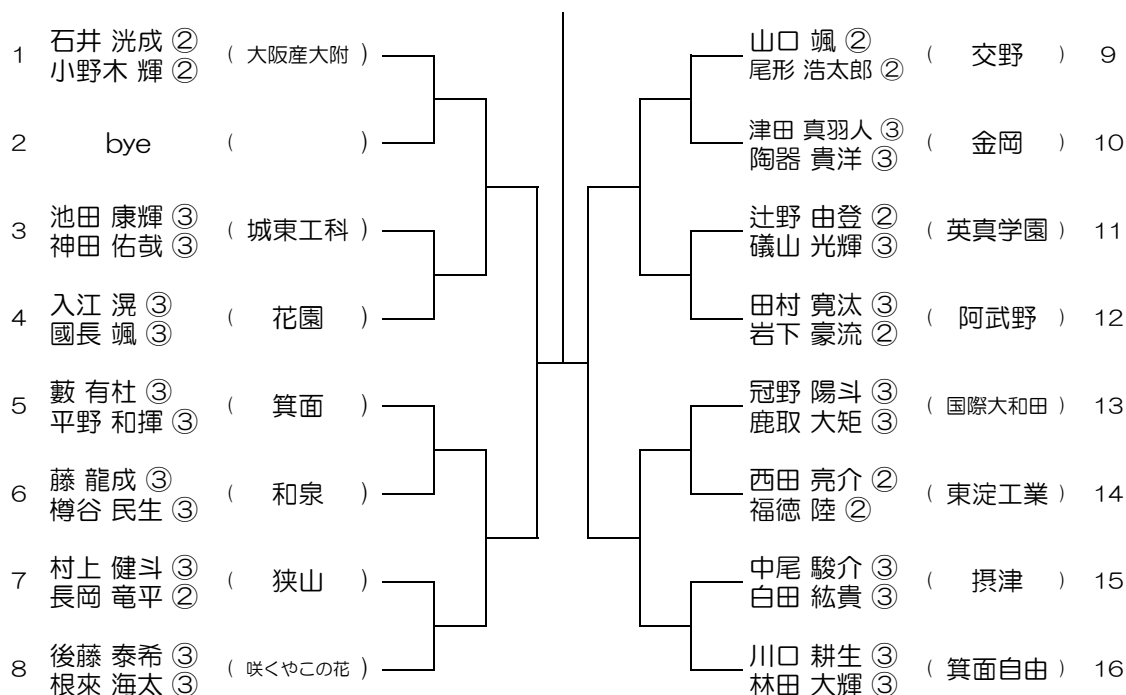 1 石井 洸成 ② ( 大阪産大附 )
小野木 輝 ②
2 bye ( )
3 池田 康輝 ③ ( 城東工科 )
神田 佑哉 ③
4 入江 滉 ③ ( 花園 )
國長 颯 ③
5 藪 有杜 ③ ( 箕面 )
平野 和揮 ③
6 藤 龍成 ③ ( 和泉 )
樽谷 民生 ③
7 村上 健斗 ③ ( 狭山 )
長岡 竜平 ②
8 後藤 泰希 ③ ( 咲くやこの花 )
根來 海太 ③
山口 颯 ② ( 交野 ) 9
尾形 浩太郎 ②
津田 真羽人 ③ ( 金岡 ) 10
陶器 貴洋 ③
辻野 由登 ② ( 英真学園 ) 11
礒山 光輝 ③
田村 寛汰 ③ ( 阿武野 ) 12
岩下 豪流 ②
冠野 陽斗 ③ ( 国際大和田 ) 13
鹿取 大矩 ③
西田 亮介 ② ( 東淀工業 ) 14
福徳 陸 ②
中尾 駿介 ③ ( 摂津 ) 15
白田 紘貴 ③
川口 耕生 ③ ( 箕面自由 ) 16
林田 大輝 ③